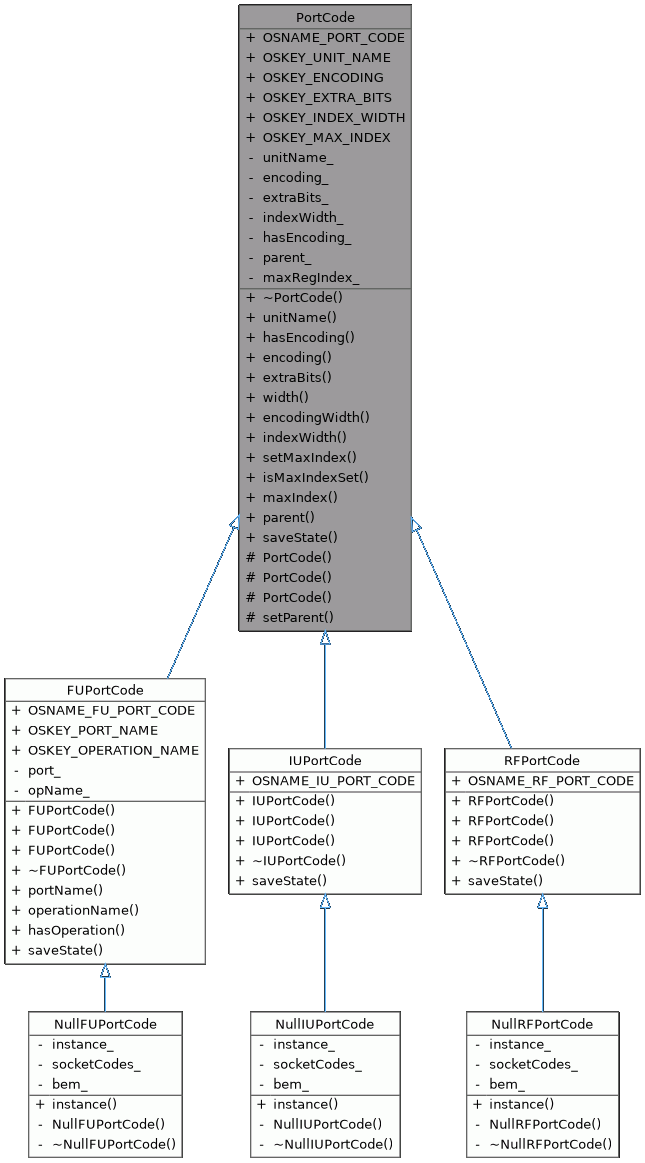 PortCode
+ OSNAME_PORT_CODE
+ OSKEY_UNIT_NAME
+ OSKEY_ENCODING
+ OSKEY_EXTRA_BITS
+ OSKEY_INDEX_WIDTH
+ OSKEY_MAX_INDEX
- unitName_
- encoding_
- extraBits_
- indexWidth_
- hasEncoding_
- parent_
- maxRegIndex_
+ ~PortCode()
+ unitName()
+ hasEncoding()
+ encoding()
+ extraBits()
+ width()
+ encodingWidth()
+ indexWidth()
+ setMaxIndex()
+ isMaxIndexSet()
+ maxIndex()
+ parent()
+ saveState()
# PortCode()
# PortCode()
# PortCode()
# setParent()
FUPortCode
+ OSNAME_FU_PORT_CODE
+ OSKEY_PORT_NAME
+ OSKEY_OPERATION_NAME
- port_
- opName_
+ FUPortCode()
+ FUPortCode()
+ FUPortCode()
+ ~FUPortCode()
+ portName()
+ operationName()
+ hasOperation()
+ saveState()
IUPortCode
+ OSNAME_IU_PORT_CODE
+ IUPortCode()
+ IUPortCode()
+ IUPortCode()
+ ~IUPortCode()
+ saveState()
RFPortCode
+ OSNAME_RF_PORT_CODE
+ RFPortCode()
+ RFPortCode()
+ RFPortCode()
+ ~RFPortCode()
+ saveState()
NullFUPortCode
- instance_
- socketCodes_
- bem_
+ instance()
- NullFUPortCode()
- ~NullFUPortCode()
NullIUPortCode
- instance_
- socketCodes_
- bem_
+ instance()
- NullIUPortCode()
- ~NullIUPortCode()
NullRFPortCode
- instance_
- socketCodes_
- bem_
+ instance()
- NullRFPortCode()
- ~NullRFPortCode()